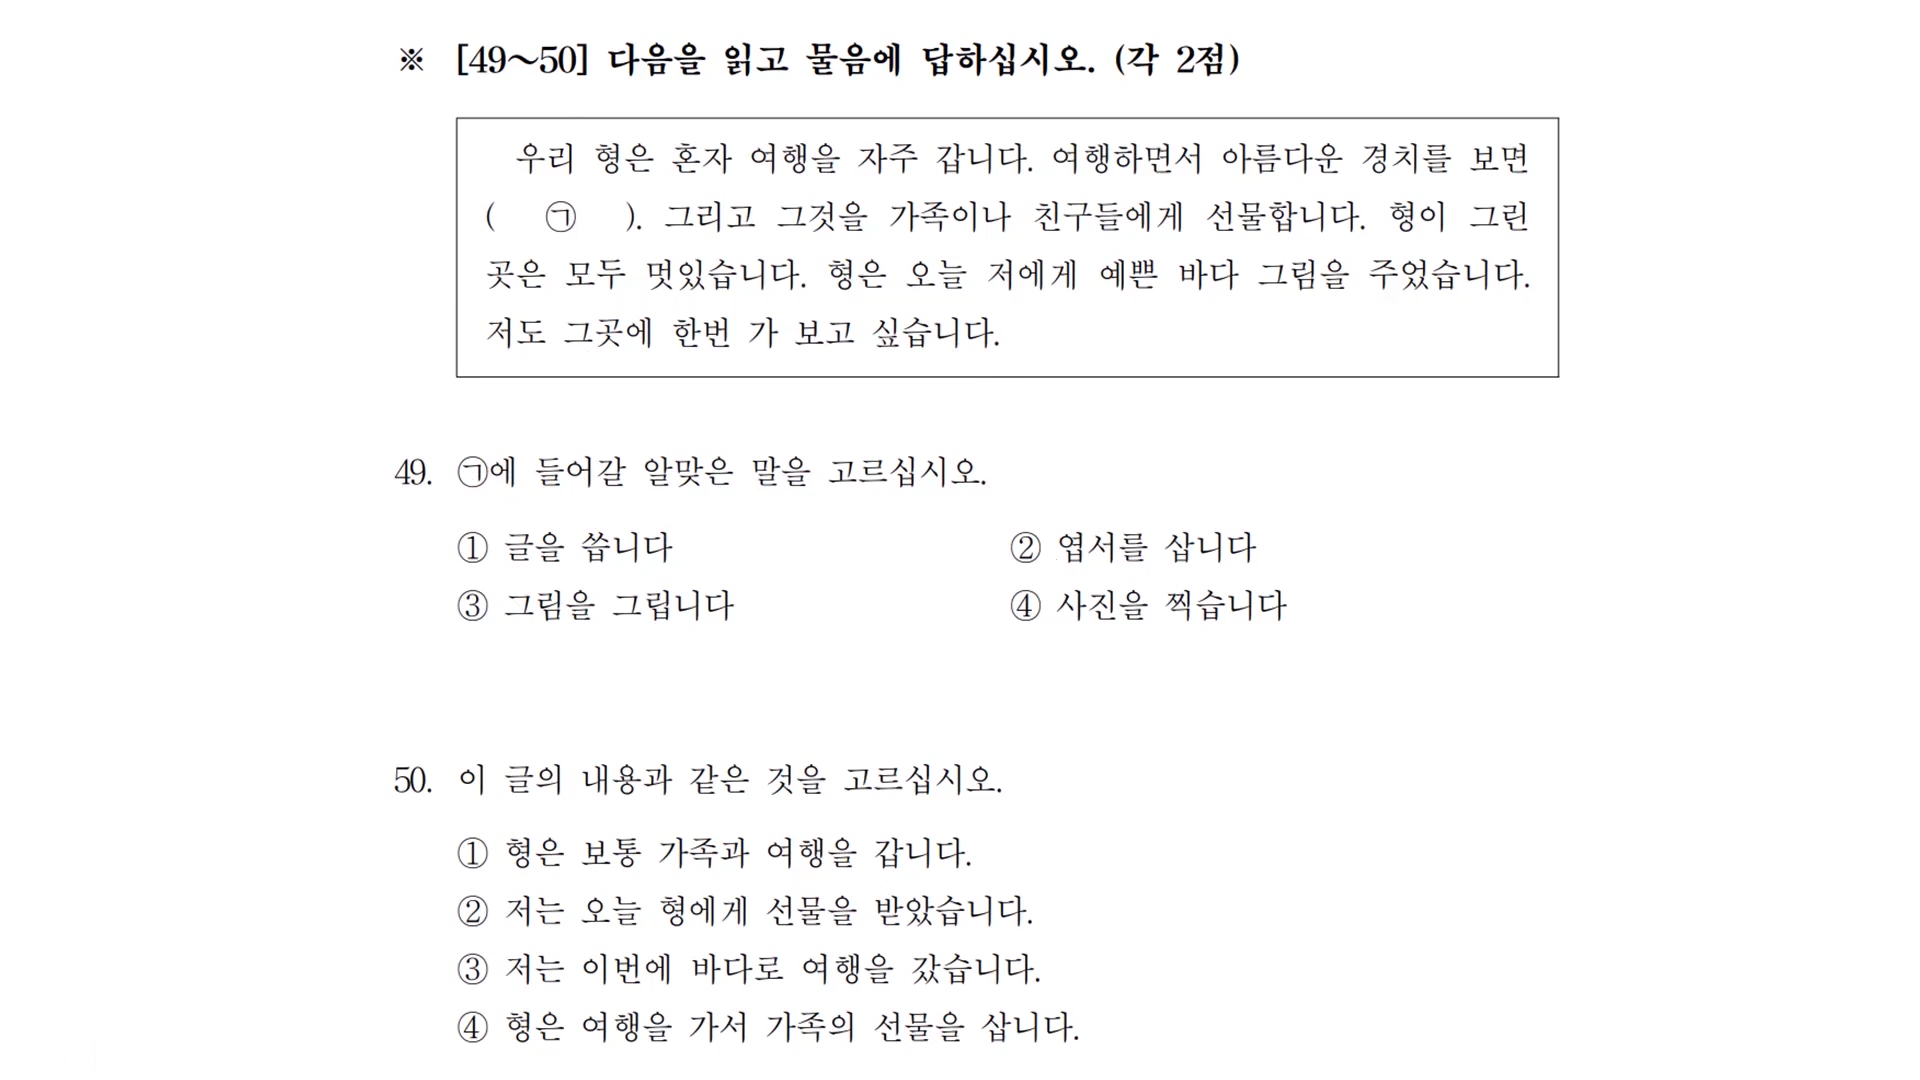 ※ [49～50] 다음을 읽고 물음에 답하십시오. (각 2점)
우리 형은 혼자 여행을 자주 갑니다. 여행하면서 아름다운 경치를 보면
( ㉠ ). 그리고 그것을 가족이나 친구들에게 선물합니다. 형이 그린
곳은 모두 멋있습니다. 형은 오늘 저에게 예쁜 바다 그림을 주었습니다.
저도 그곳에 한번 가 보고 싶습니다.
49. ㉠에 들어갈 알맞은 말을 고르십시오.
① 글을 씁니다 ② 엽서를 삽니다
③ 그림을 그립니다 ④ 사진을 찍습니다
50. 이 글의 내용과 같은 것을 고르십시오.
① 형은 보통 가족과 여행을 갑니다.
② 저는 오늘 형에게 선물을 받았습니다.
③ 저는 이번에 바다로 여행을 갔습니다.
④ 형은 여행을 가서 가족의 선물을 삽니다.